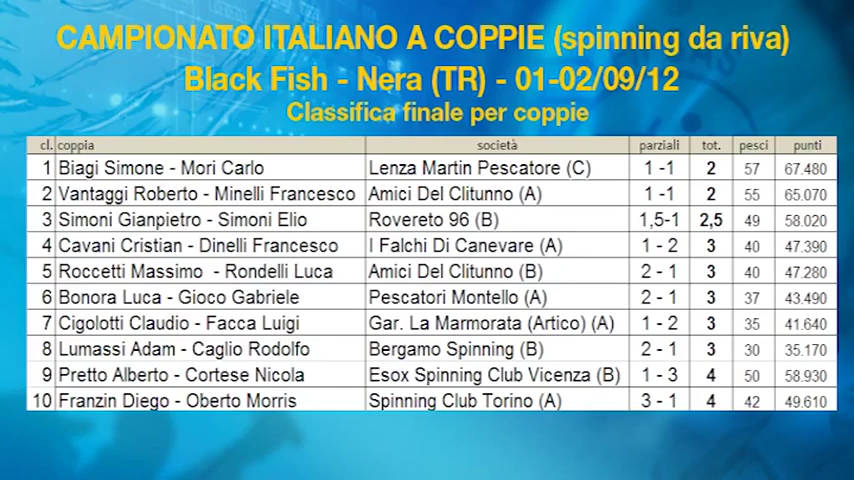 CAMPIONATO ITALIANO A COPPIE (spinning da riva)
Black Fish - Nera (TR) - 01-02/09/12
Classifica finale per coppie
cl. coppia società parziali tot. pesci punti
1 Biagi Simone - Mori Carlo Lenza Martin Pescatore (C) 1 -1 2 57 67.480
2 Vantaggi Roberto - Minelli Francesco Amici Del Clitunno (A) 1 -1 2 55 65.070
3 Simoni Gianpietro - Simoni Elio Rovereto 96 (B) 1,5-1 2,5 49 58.020
4 Cavani Cristian - Dinelli Francesco I Falchi Di Canevare (A) 1 - 2 3 40 47.390
5 Roccetti Massimo - Rondelli Luca Amici Del Clitunno (B) 2 - 1 3 40 47.280
6 Bonora Luca - Gioco Gabriele Pescatori Montello (A) 2 - 1 3 37 43.490
7 Cigolotti Claudio - Facca Luigi Gar. La Marmorata (Artico) (A) 1 - 2 3 35 41.640
8 Lumassi Adam - Caglio Rodolfo Bergamo Spinning (B) 2 - 1 3 30 35.170
9 Pretto Alberto - Cortese Nicola Esox Spinning Club Vicenza (B) 1 - 3 4 50 58.930
10 Franzin Diego - Oberto Morris Spinning Club Torino (A) 3 - 1 4 42 49.610